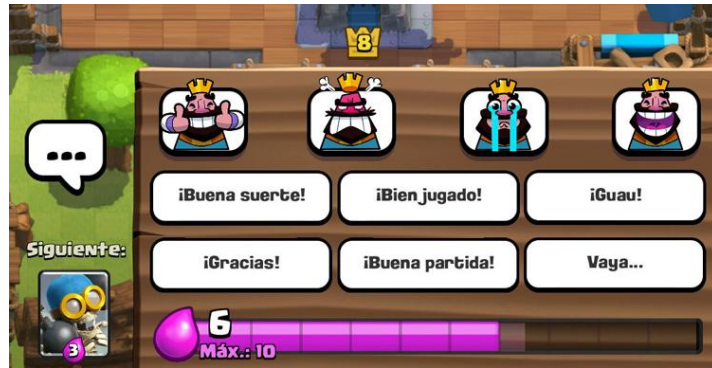 8
...
¡Buena suerte!
¡Bien jugado!
¡Guau!
Siguiente:
¡Gracias!
¡Buena partida!
Vaya...
3
6
Máx.: 10